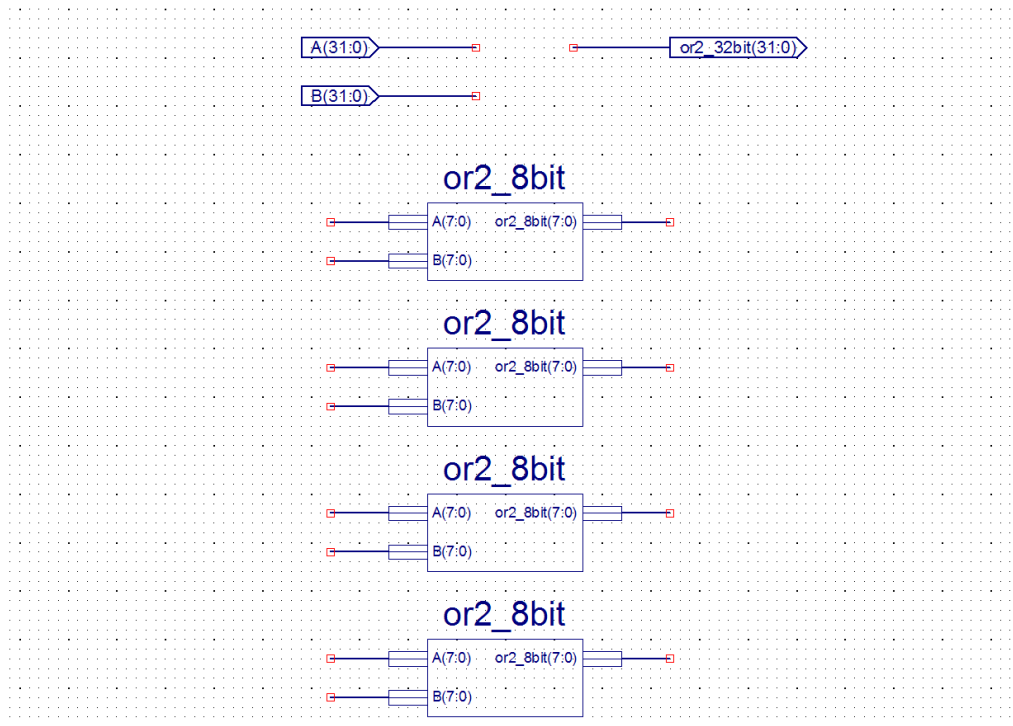 A(31:0) or2_32bit(31:0)
B(31:0)
or2_8bit
A(7:0) or2_8bit(7:0)
B(7:0)
or2_8bit
A(7:0) or2_8bit(7:0)
B(7:0)
or2_8bit
A(7:0) or2_8bit(7:0)
B(7:0)
or2_8bit
A(7:0) or2_8bit(7:0)
B(7:0)